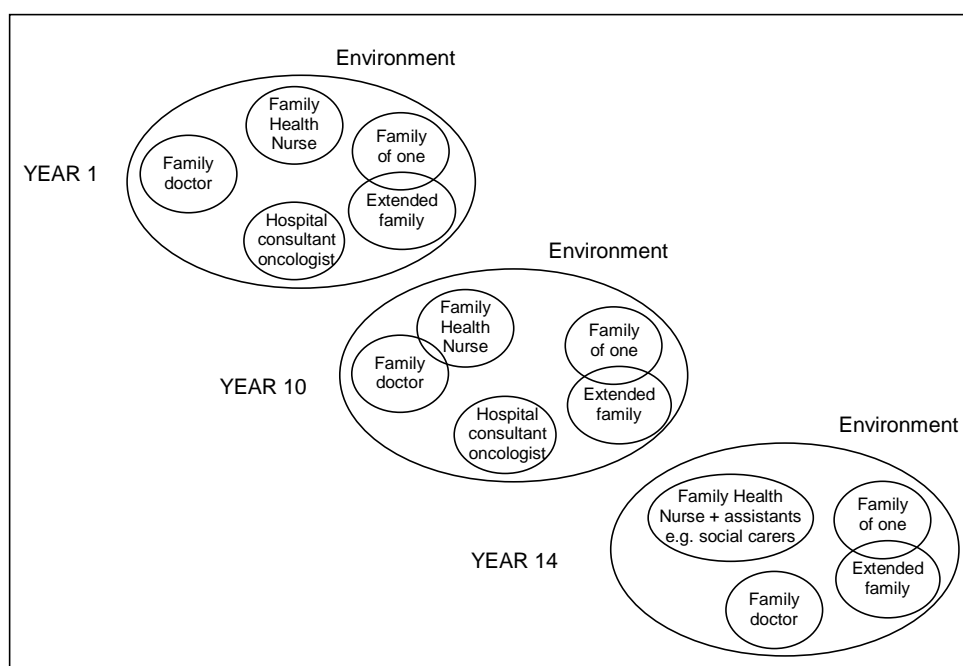 Environment
Family
Health
Nurse
Family
of one
Family
doctor
YEAR 1
Extended
family
Hospital
consultant
oncologist
Environment
Family
Health
Nurse
Family
of one
Family
doctor
YEAR 10
Extended
family
Hospital
consultant
oncologist
Environment
Family Health
Nurse + assistants
e.g. social carers
Family
of one
YEAR 14
Extended
family
Family
doctor